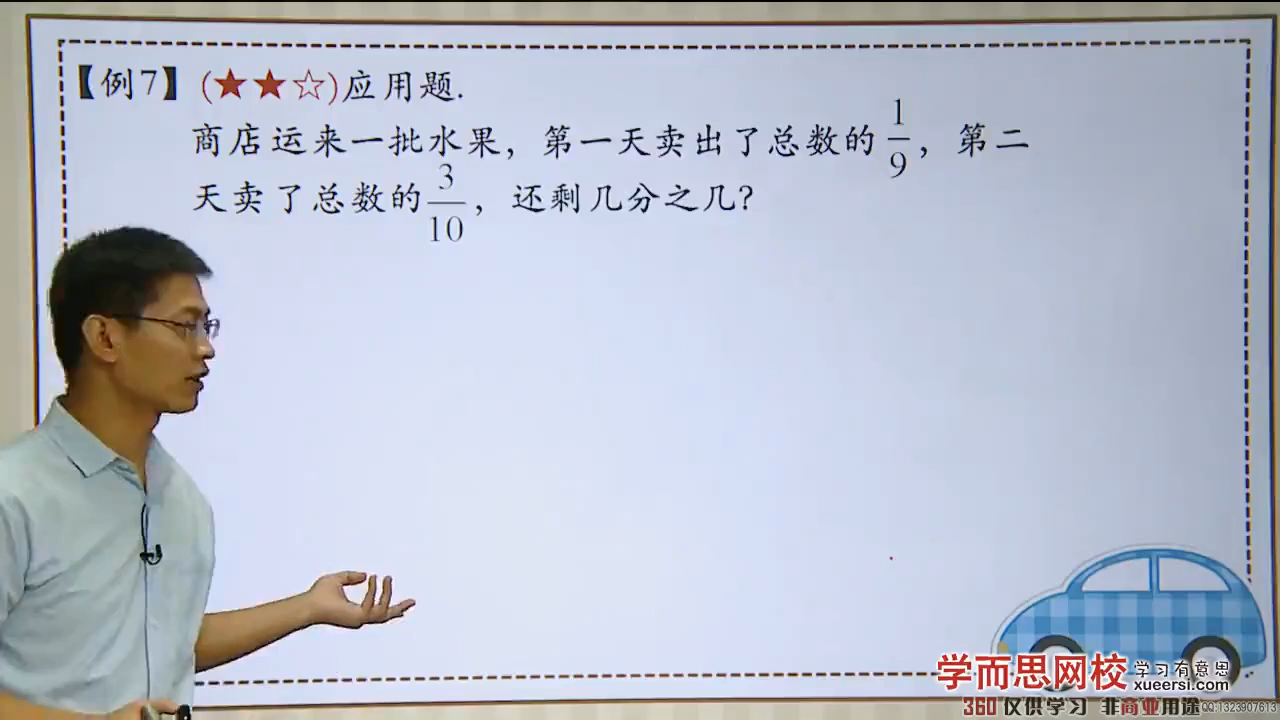 【例7】(★★☆)应用题.
商店运来一批水果，第一天卖出了总数的1/9，第二
天卖了总数的3/10，还剩几分之几?
学而思网校 学习有意思
xueersi.com
360 仅供学习 非商业用途 QQ:1323907613